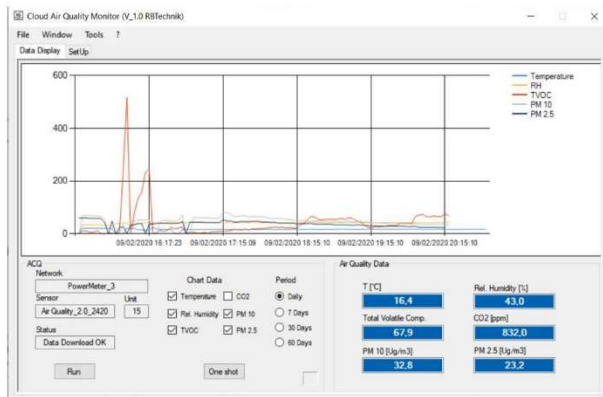 Cloud Air Quality Monitor (V_1.0 RBTechnik)
File Window Tools ?
Data Display SetUp
600
400
200
0
Temperature
RH
TVOC
PM 10
PM 2.5
09/02/2020 16:17:23 09/02/2020 17:15:09 09/02/2020 18:15:10 09/02/2020 19:15:10 09/02/2020 20:15:10
ACQ
Network
PowerMeter_3
Sensor Unit
Air Quality_2.0_2420 15
Status
Data Download OK
Run
Chart Data
Temperature CO2
Rel. Humidity PM 10
TVOC PM 2.5
One shot
Period
Daily
7 Days
30 Days
60 Days
Air Quality Data
T [°C] Rel. Humidity [%]
16,4 43,0
Total Volatile Comp. CO2 [ppm]
67,9 832,0
PM 10 [Ug/m3] PM 2.5 [Ug/m3]
32,8 23,2